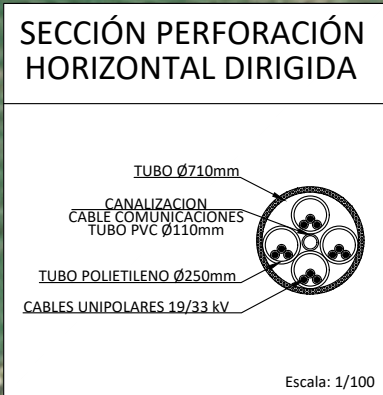 SECCIÓN PERFORACIÓN
HORIZONTAL DIRIGIDA
TUBO Ø710mm
CANALIZACION
CABLE COMUNICACIONES
TUBO PVC Ø110mm
TUBO POLIETILENO Ø250mm
CABLES UNIPOLARES 19/33 kV
Escala: 1/100